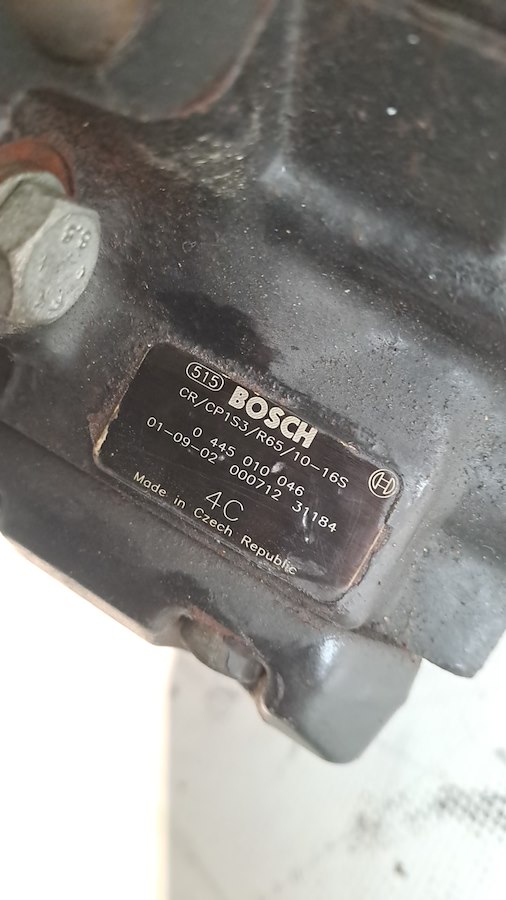 515 BOSCH
CR/CP1S3/R65/10-16S
0 445 010 046
01-09-02 000712 31184
4C
Made in Czech Republic